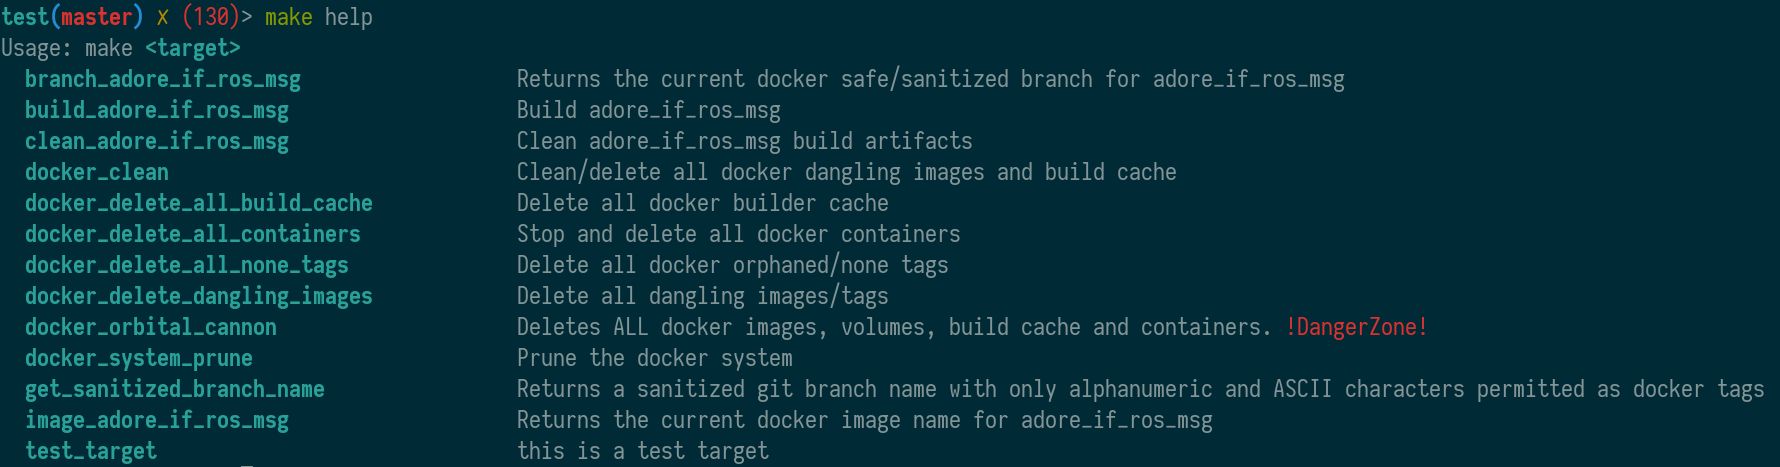 test(master) ✗ (130)> make help
Usage: make <target>
branch_adore_if_ros_msg Returns the current docker safe/sanitized branch for adore_if_ros_msg
build_adore_if_ros_msg Build adore_if_ros_msg
clean_adore_if_ros_msg Clean adore_if_ros_msg build artifacts
docker_clean Clean/delete all docker dangling images and build cache
docker_delete_all_build_cache Delete all docker builder cache
docker_delete_all_containers Stop and delete all docker containers
docker_delete_all_none_tags Delete all docker orphaned/none tags
docker_delete_dangling_images Delete all dangling images/tags
docker_orbital_cannon Deletes ALL docker images, volumes, build cache and containers. !DangerZone!
docker_system_prune Prune the docker system
get_sanitized_branch_name Returns a sanitized git branch name with only alphanumeric and ASCII characters permitted as docker tags
image_adore_if_ros_msg Returns the current docker image name for adore_if_ros_msg
test_target this is a test target